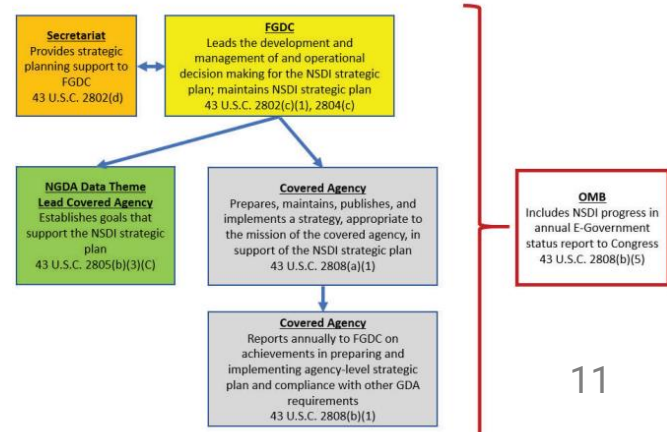 Secretariat
Provides strategic
planning support to
FGDC
43 U.S.C. 2802(d)
FGDC
Leads the development and
management of and operational
decision making for the NSDI strategic
plan; maintains NSDI strategic plan
43 U.S.C. 2802(c)(1), 2804(c)
NGDA Data Theme
Lead Covered Agency
Establishes goals that
support the NSDI strategic
plan
43 U.S.C. 2805(b)(3)(C)
Covered Agency
Prepares, maintains, publishes, and
implements a strategy, appropriate to
the mission of the covered agency, in
support of the NSDI strategic plan
43 U.S.C. 2808(a)(1)
OMB
Includes NSDI progress in
annual E-Government
status report to Congress
43 U.S.C. 2808(b)(5)
Covered Agency
Reports annually to FGDC on
achievements in preparing and
implementing agency-level strategic
plan and compliance with other GDA
requirements
43 U.S.C. 2808(b)(1)
11